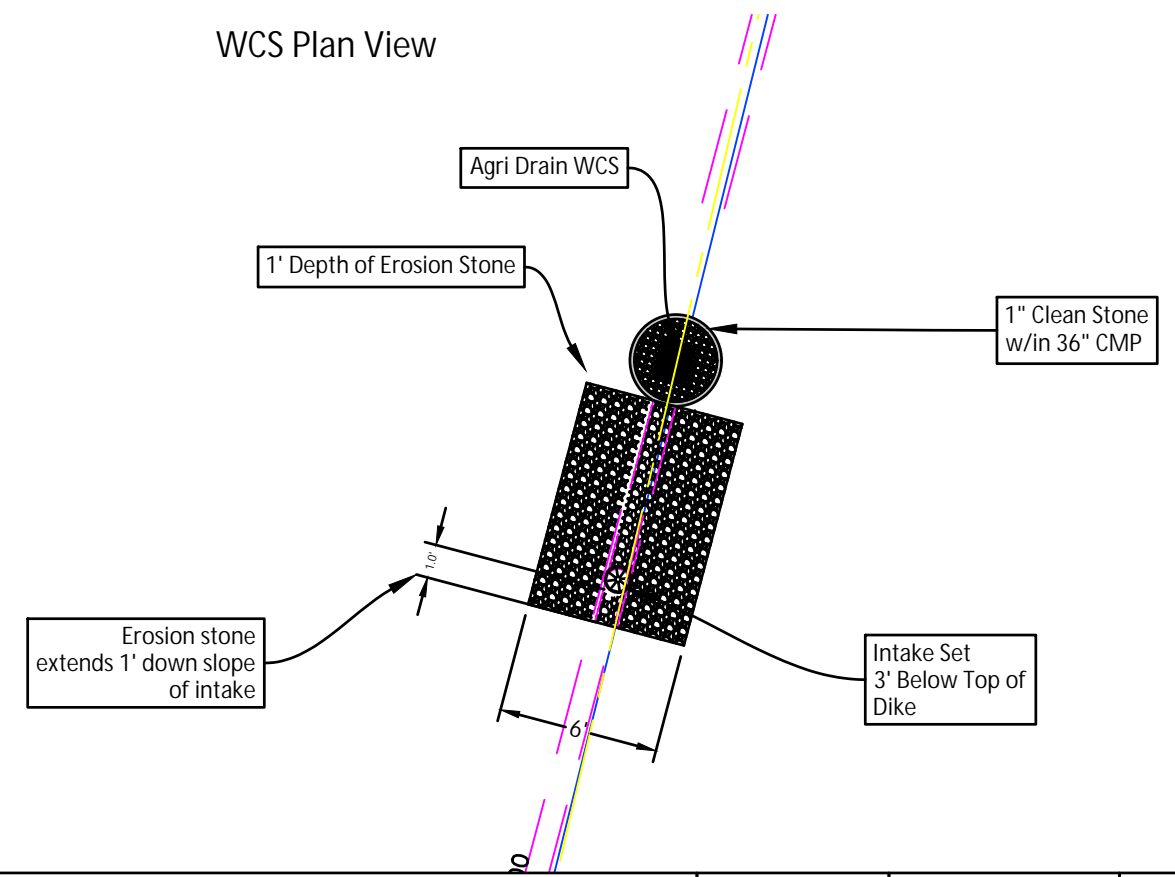 WCS Plan View
Agri Drain WCS
1' Depth of Erosion Stone
1" Clean Stone
w/in 36" CMP
1.0'
Erosion stone
extends 1' down slope
of intake
Intake Set
3' Below Top of
Dike
6'